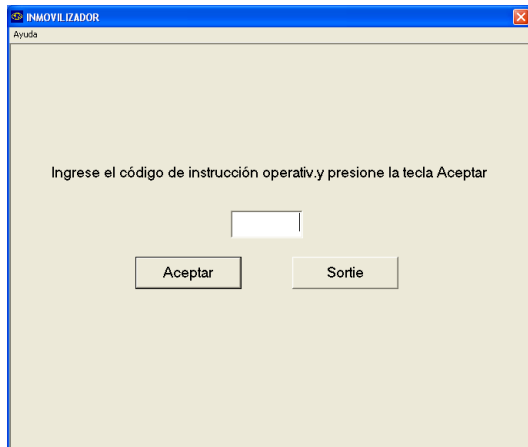 INMOVILIZADOR
Ayuda
Ingrese el código de instrucción operativ.y presione la tecla Aceptar
Aceptar Sortie